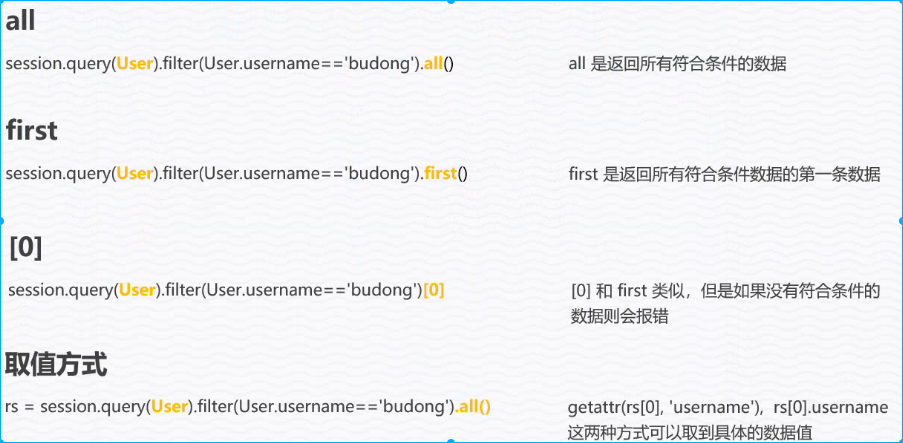 all
session.query(User).filter(User.username=='budong').all()
all 是返回所有符合条件的数据
first
session.query(User).filter(User.username=='budong').first()
first 是返回所有符合条件数据的第一条数据
[0]
session.query(User).filter(User.username=='budong')[0]
[0] 和 first 类似，但是如果没有符合条件的
数据则会报错
取值方式
rs = session.query(User).filter(User.username=='budong').all()
getattr(rs[0], 'username),  rs[0].username
这两种方式可以取到具体的数据值